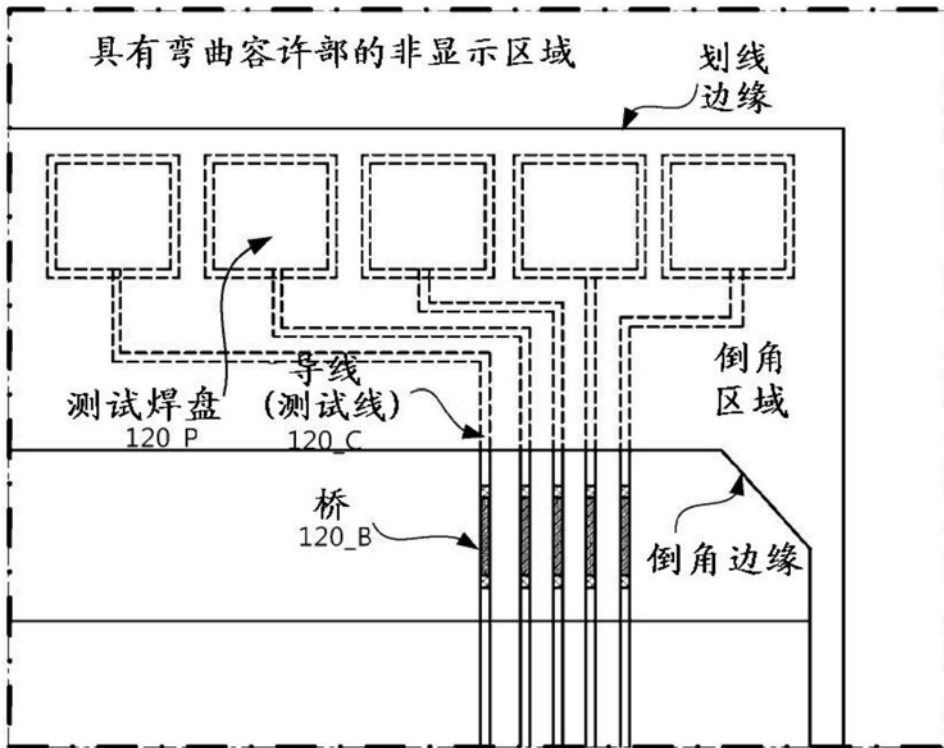 具有弯曲容许部的非显示区域
划线
边缘
倒角
区域
导线
(测试线)
120_C
测试焊盘
120_P
桥
120_B
倒角边缘